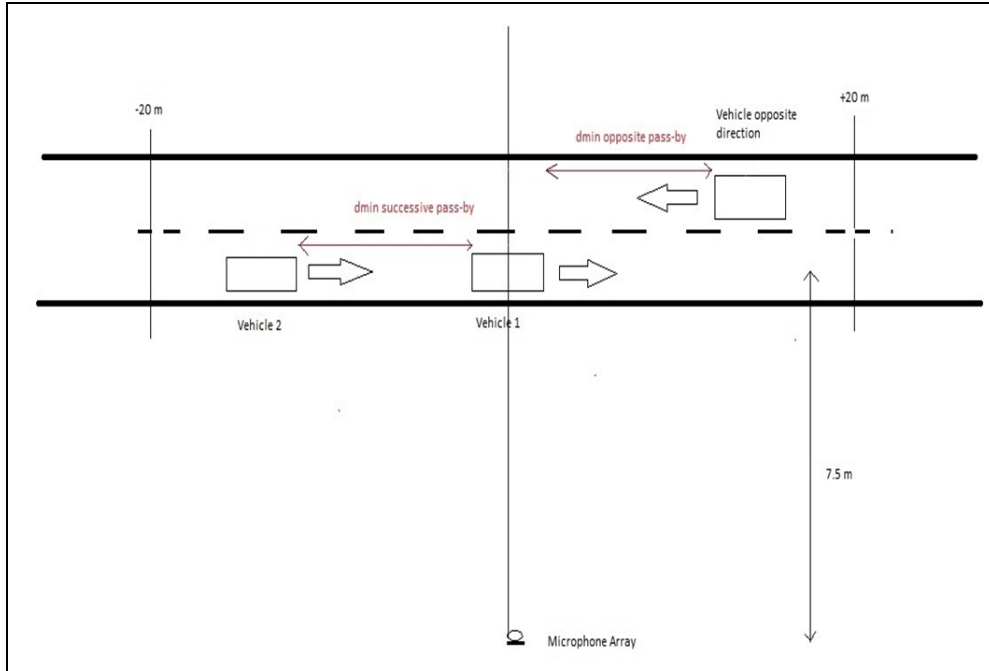 -20 m
+20 m
Vehicle opposite
direction
dmin opposite pass-by
dmin successive pass-by
Vehicle 2
Vehicle 1
7.5 m
Microphone Array